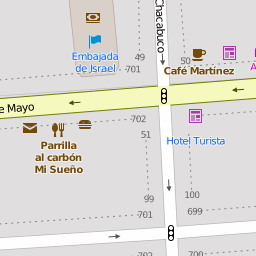 Chacabuco
Embajada
de Israel
49
701
50
Café Martínez
A
e Mayo
702
51
Hotel Turista
Parrilla
al carbón
Mi Sueño
99
100
701
699
352
700